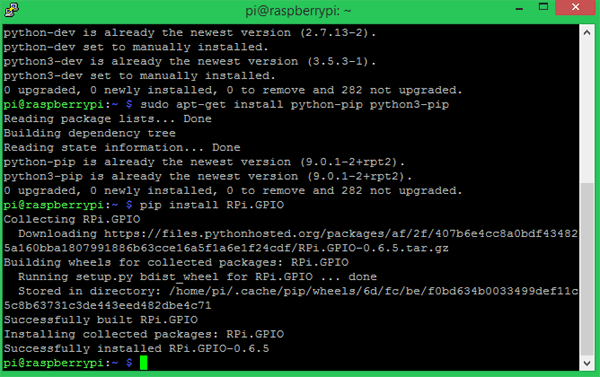 pi@raspberrypi: ~
python-dev is already the newest version (2.7.13-2).
python-dev set to manually installed.
python3-dev is already the newest version (3.5.3-1).
python3-dev set to manually installed.
0 upgraded, 0 newly installed, 0 to remove and 282 not upgraded.
pi@raspberrypi:~ $ sudo apt-get install python-pip python3-pip
Reading package lists... Done
Building dependency tree
Reading state information... Done
python-pip is already the newest version (9.0.1-2+rpt2).
python3-pip is already the newest version (9.0.1-2+rpt2).
0 upgraded, 0 newly installed, 0 to remove and 282 not upgraded.
pi@raspberrypi:~ $ pip install RPi.GPIO
Collecting RPi.GPIO
  Downloading https://files.pythonhosted.org/packages/af/2f/407b6e4cc8a0bdf43482
5a160bba1807991886b63cce16a5f1a6e1f24cdf/RPi.GPIO-0.6.5.tar.gz
Building wheels for collected packages: RPi.GPIO
  Running setup.py bdist_wheel for RPi.GPIO ... done
  Stored in directory: /home/pi/.cache/pip/wheels/6d/fc/be/f0bd634b0033499def11c
5c8b63731c3de443eed482dbe4c71
Successfully built RPi.GPIO
Installing collected packages: RPi.GPIO
Successfully installed RPi.GPIO-0.6.5
pi@raspberrypi:~ $